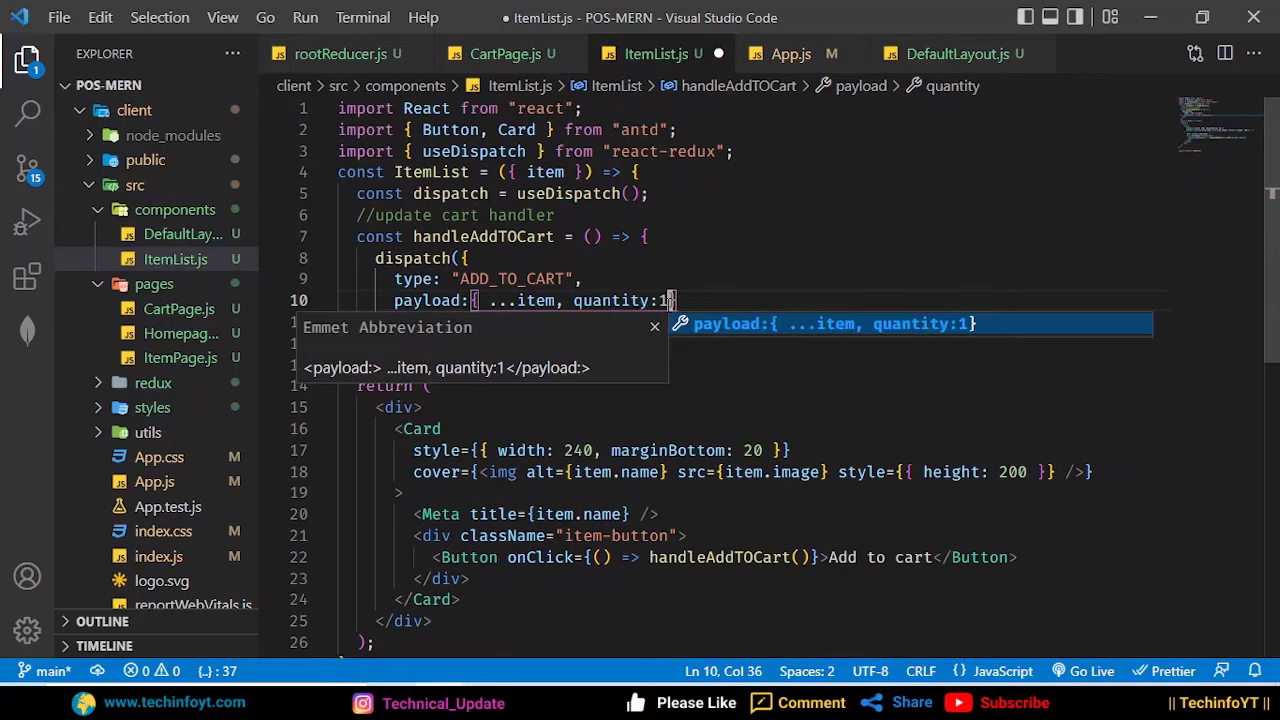 File Edit Selection View Go Run Terminal Help
● ItemList.js - POS-MERN - Visual Studio Code
EXPLORER
rootReducer.js U
CartPage.js U
ItemList.js U
App.js M
DefaultLayout.js U
POS-MERN
client > src > components > ItemList.js > ItemList > handleAddTOCart > payload > quantity
client
node_modules
public
src
components
DefaultLay... U
ItemList.js U
pages
CartPage.js U
Homepag... U
ItemPage.js U
redux
styles
utils
App.css M
App.js M
App.test.js
index.css M
index.js M
logo.svg
reportWebVitals.js
OUTLINE
TIMELINE
1
15
1 import React from "react";
2 import { Button, Card } from "antd";
3 import { useDispatch } from "react-redux";
4 const ItemList = ({ item }) => {
5 const dispatch = useDispatch();
6 //update cart handler
7 const handleAddTOCart = () => {
8 dispatch({
9 type: "ADD_TO_CART",
10 payload:{ ...item, quantity:1}
Emmet Abbreviation
<payload:> ...item, quantity:1</payload:>
payload:{ ...item, quantity:1}
14 return (
15 <div>
16 <Card
17 style={{ width: 240, marginBottom: 20 }}
18 cover={<img alt={item.name} src={item.image} style={{ height: 200 }} />}
19 >
20 <Meta title={item.name} />
21 <div className="item-button">
22 <Button onClick={() => handleAddTOCart()}>Add to cart</Button>
23 </div>
24 </Card>
25 </div>
26 );
main* 0 0 {..} : 37
Ln 10, Col 36 Spaces: 2 UTF-8 CRLF {} JavaScript Go Live Prettier
www.techinfoyt.com Technical_Update Please Like Comment Share Subscribe || TechinfoYT ||